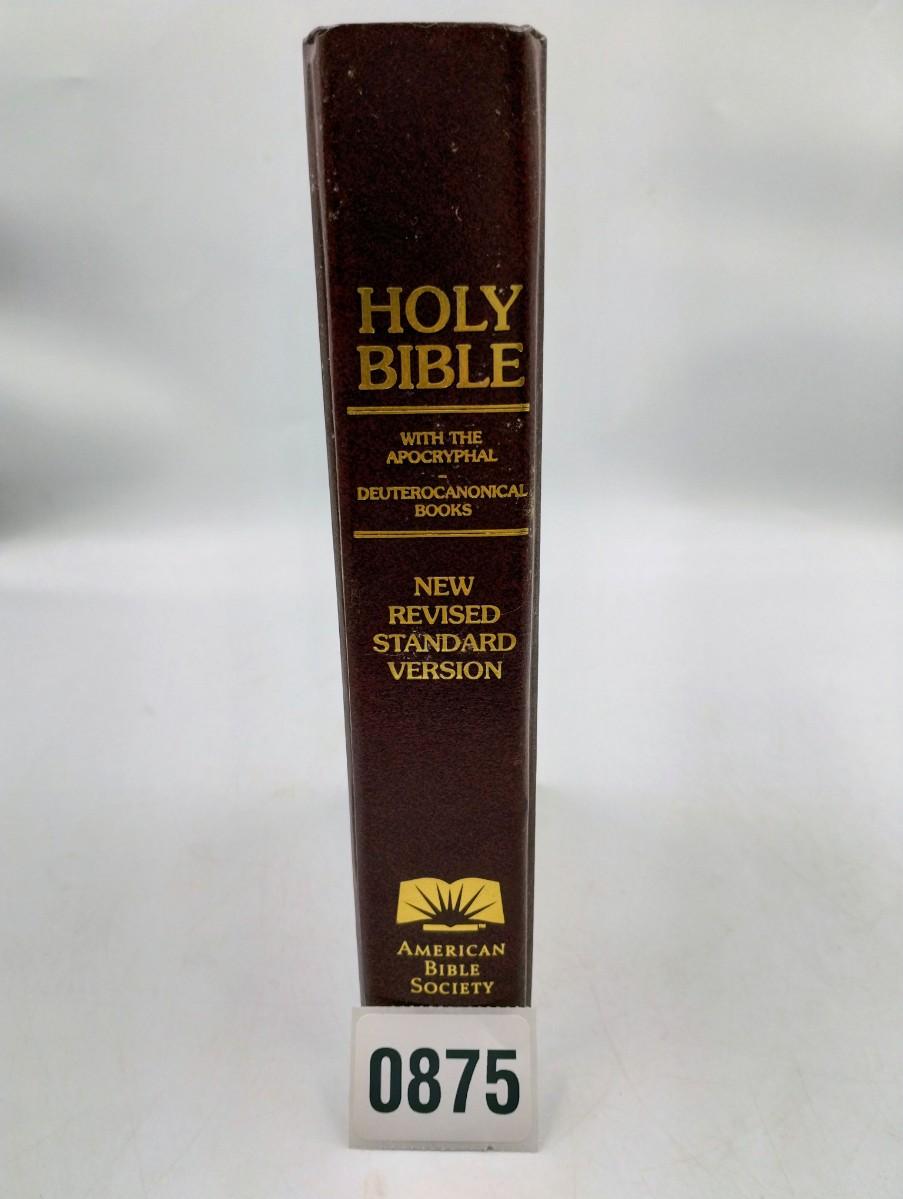 HOLY
BIBLE
WITH THE
APOCRYPHAL
-
DEUTEROCANONICAL
BOOKS
NEW
REVISED
STANDARD
VERSION
AMERICAN
BIBLE
SOCIETY
0875